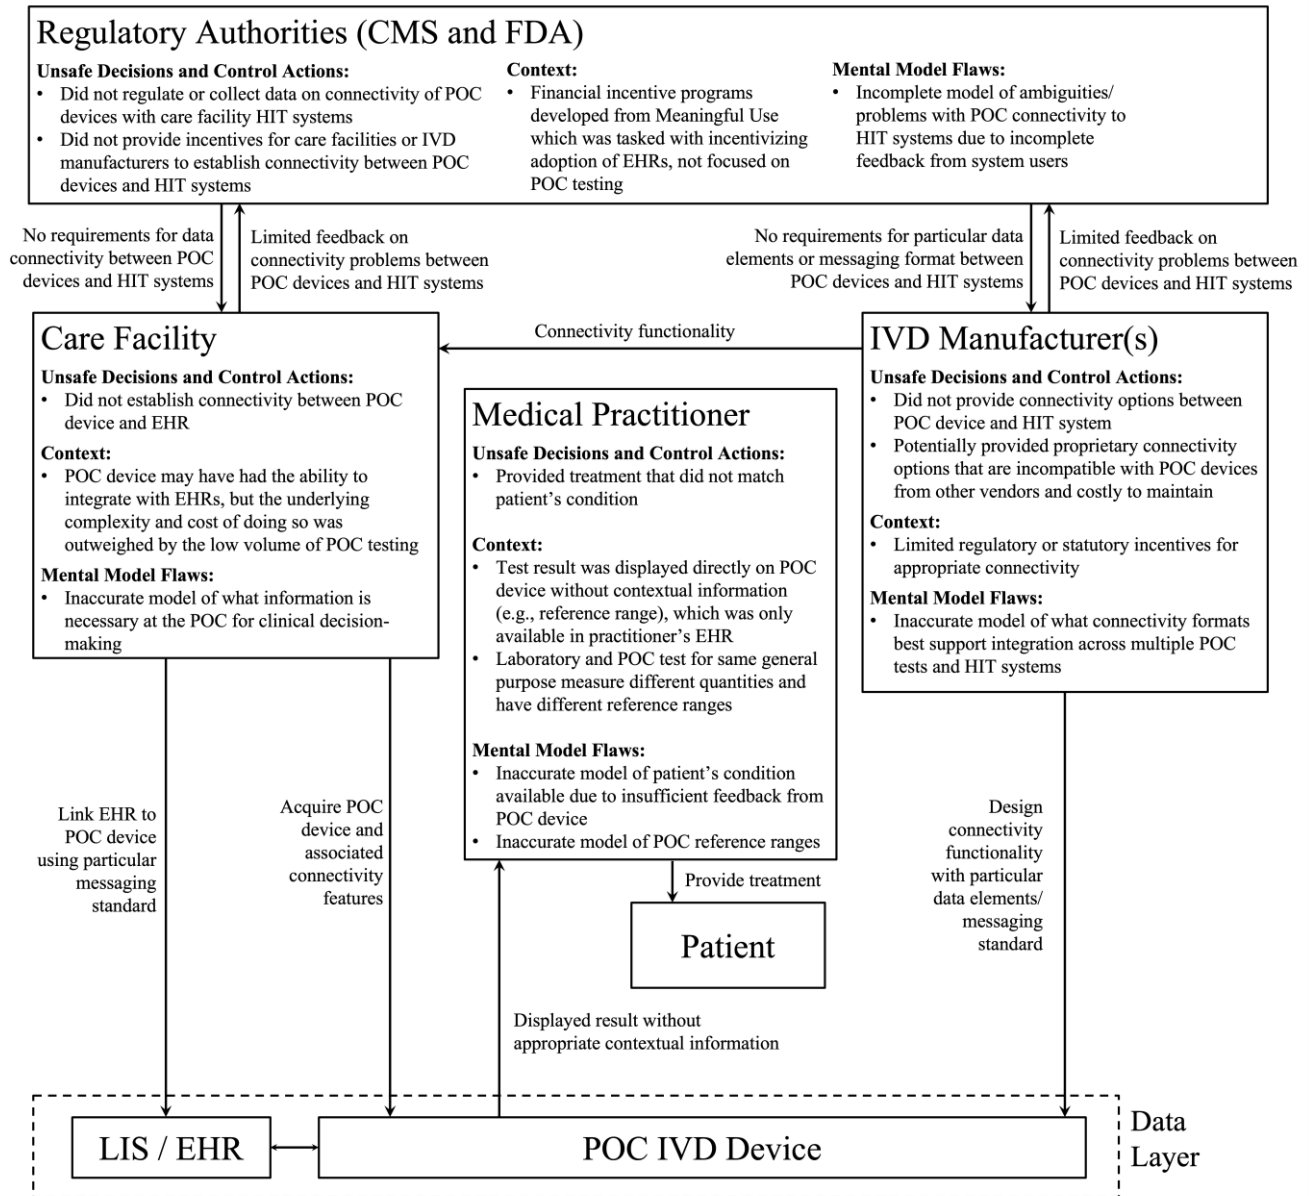 Regulatory Authorities (CMS and FDA)
Unsafe Decisions and Control Actions:
• Did not regulate or collect data on connectivity of POC
devices with care facility HIT systems
• Did not provide incentives for care facilities or IVD
manufacturers to establish connectivity between POC
devices and HIT systems
Context:
• Financial incentive programs
developed from Meaningful Use
which was tasked with incentivizing
adoption of EHRs, not focused on
POC testing
Mental Model Flaws:
• Incomplete model of ambiguities/
problems with POC connectivity to
HIT systems due to incomplete
feedback from system users
No requirements for data
connectivity between POC
devices and HIT systems
Limited feedback on
connectivity problems between
POC devices and HIT systems
No requirements for particular data
elements or messaging format between
POC devices and HIT systems
Limited feedback on
connectivity problems between
POC devices and HIT systems
Care Facility
Unsafe Decisions and Control Actions:
• Did not establish connectivity between POC
device and EHR
Context:
• POC device may have had the ability to
integrate with EHRs, but the underlying
complexity and cost of doing so was
outweighed by the low volume of POC testing
Mental Model Flaws:
• Inaccurate model of what information is
necessary at the POC for clinical decision-
making
Connectivity functionality
Medical Practitioner
Unsafe Decisions and Control Actions:
• Provided treatment that did not match
patient's condition
Context:
• Test result was displayed directly on POC
device without contextual information
(e.g., reference range), which was only
available in practitioner's EHR
• Laboratory and POC test for same general
purpose measure different quantities and
have different reference ranges
Mental Model Flaws:
• Inaccurate model of patient's condition
available due to insufficient feedback from
POC device
• Inaccurate model of POC reference ranges
IVD Manufacturer(s)
Unsafe Decisions and Control Actions:
• Did not provide connectivity options between
POC device and HIT system
• Potentially provided proprietary connectivity
options that are incompatible with POC devices
from other vendors and costly to maintain
Context:
• Limited regulatory or statutory incentives for
appropriate connectivity
Mental Model Flaws:
• Inaccurate model of what connectivity formats
best support integration across multiple POC
tests and HIT systems
Link EHR to
POC device
using particular
messaging
standard
Acquire POC
device and
associated
connectivity
features
Provide treatment
Patient
Displayed result without
appropriate contextual information
Design
connectivity
functionality
with particular
data elements/
messaging
standard
LIS / EHR
POC IVD Device
Data
Layer